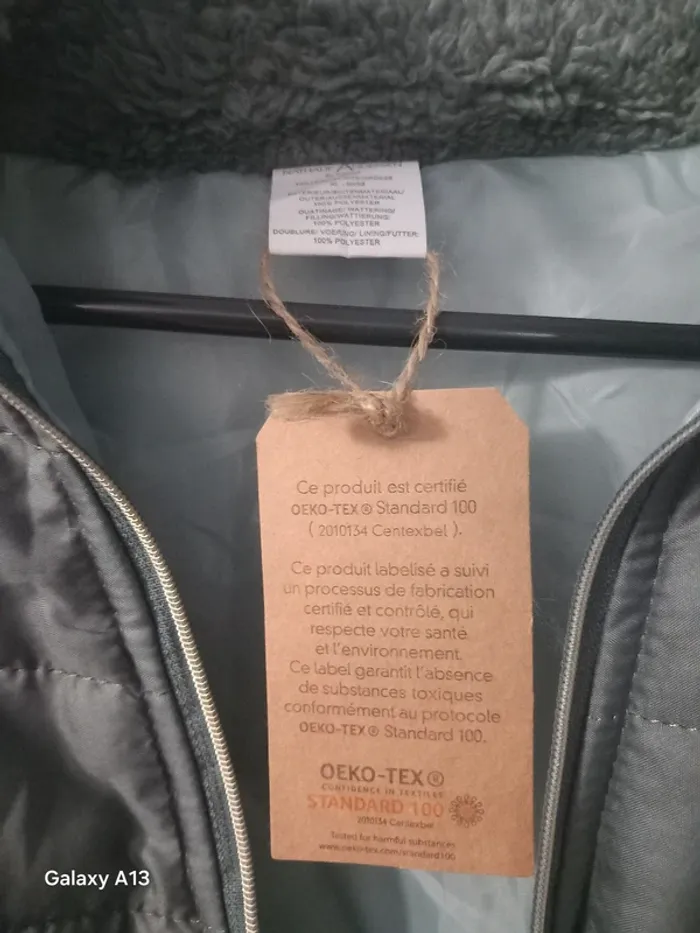 EXTERIEUR/BUITENMATERIAAL/
OUTER/AUSSENMATERIAL
100% POLYESTER
OUATINAGE/ WATTERING/
FILLING/WATTIERUNG:
100% POLYESTER
DOUBLURE/ VOERING/ LINING/FUTTER:
100% POLYESTER
Ce produit est certifié
OEKO-TEX® Standard 100
( 2010134 Centexbel ).
Ce produit labelisé a suivi
un processus de fabrication
certifié et contrôlé, qui
respecte votre santé
et l'environnement.
Ce label garantit l'absence
de substances toxiques
conformément au protocole
OEKO-TEX® Standard 100.
OEKO-TEX®
CONFIDENCE IN TEXTILES
STANDARD 100
2010134 Centexbel
Tested for harmful substances
www.oeko-tex.com/standard100
Galaxy A13